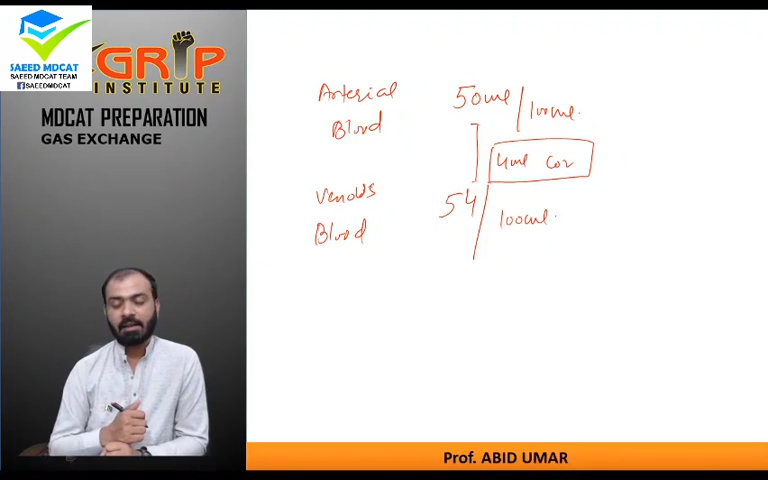 SAEED MDCAT
SAEED MDCAT TEAM
SAEEDMDCAT
GRIP
INSTITUTE
MDCAT PREPARATION
GAS EXCHANGE
Arterial 50ml / 100ml.
Blood
4ml CO2
Venous 54 / 100ml.
Blood
Prof. ABID UMAR